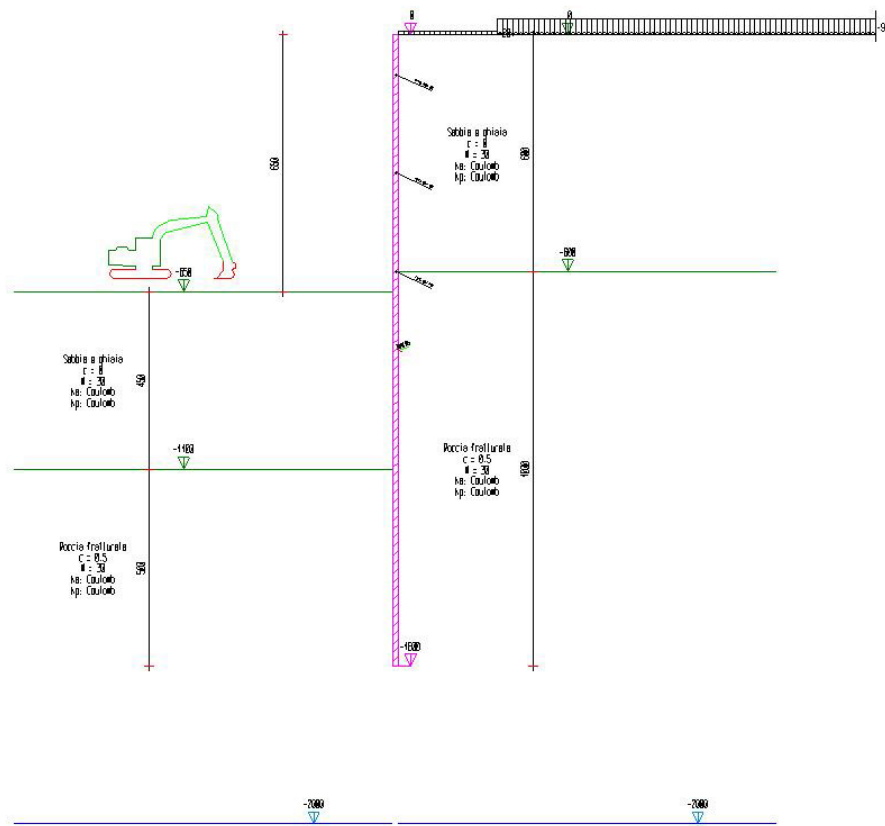 0
0
Sabbia e ghiaia
c = 0
= 30
ka: Coulomb
kp: Coulomb
600
650
-600
-650
Sabbia e ghiaia
c = 0
= 30
ka: Coulomb
kp: Coulomb
450
Roccia fratturata
c = 0.5
= 30
ka: Coulomb
kp: Coulomb
1000
-1100
Roccia fratturata
c = 0.5
= 30
ka: Coulomb
kp: Coulomb
500
-1600
-2000
-2000